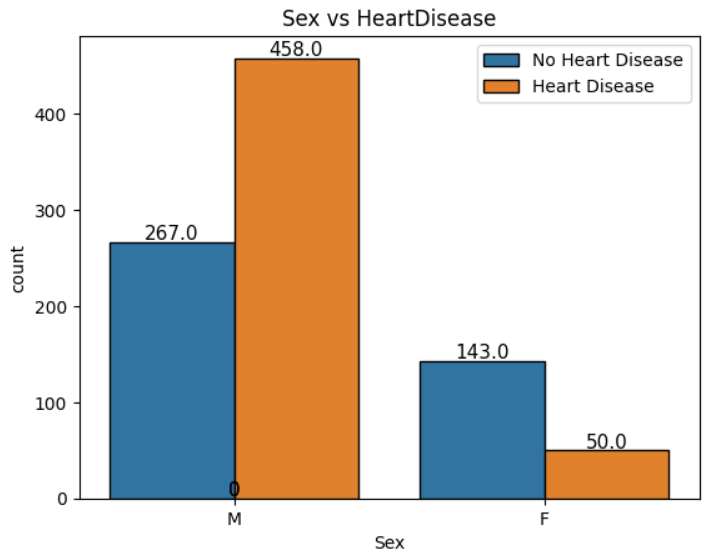 Sex vs HeartDisease
458.0
No Heart Disease
Heart Disease
400
300
267.0
count
200
143.0
100
50.0
0
0
M
F
Sex